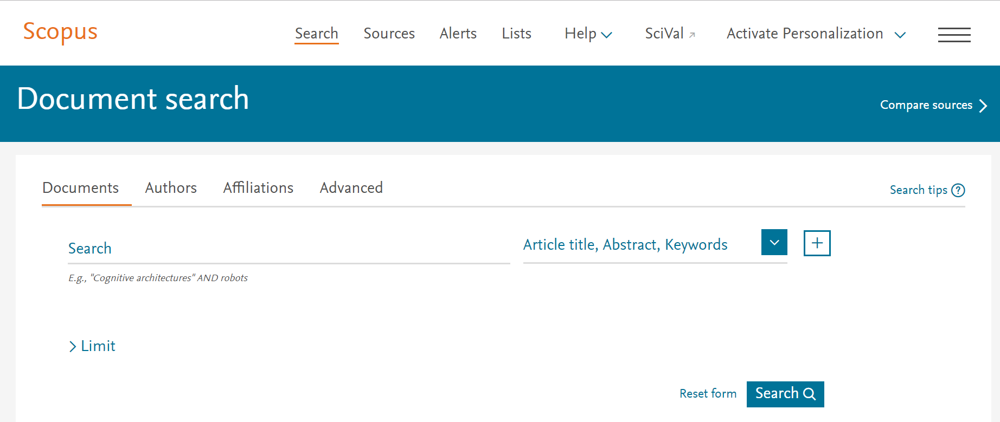 Scopus
Search Sources Alerts Lists Help SciVal Activate Personalization
Document search
Compare sources
Documents Authors Affiliations Advanced
Search tips
Search
Article title, Abstract, Keywords
E.g., "Cognitive architectures" AND robots
Limit
Reset form
Search